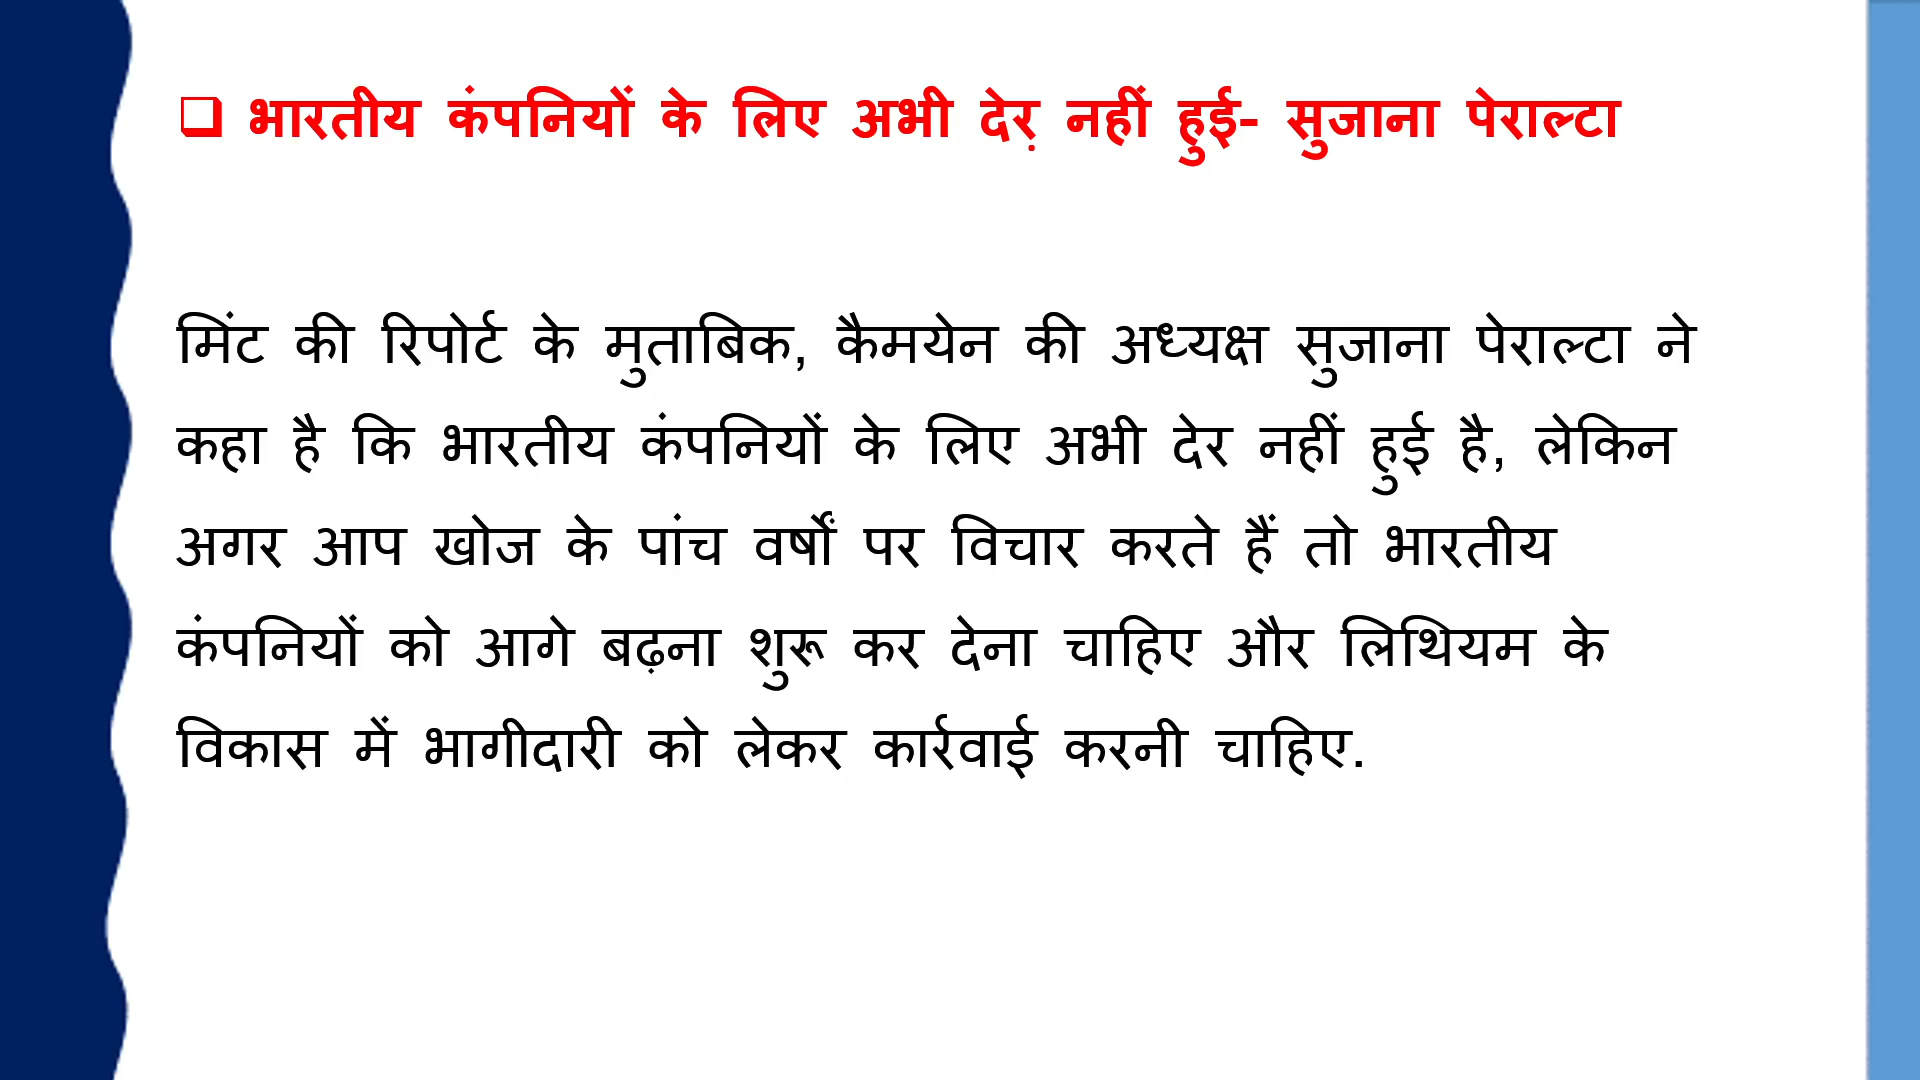 ❑ भारतीय कंपनियों के लिए अभी देऱ नहीं हुई- सुजाना पेराल्टा
मिंट की रिपोर्ट के मुताबिक, कैमयेन की अध्यक्ष सुजाना पेराल्टा ने
कहा है कि भारतीय कंपनियों के लिए अभी देर नहीं हुई है, लेकिन
अगर आप खोज के पांच वर्षों पर विचार करते हैं तो भारतीय
कंपनियों को आगे बढ़ना शुरू कर देना चाहिए और लिथियम के
विकास में भागीदारी को लेकर कार्रवाई करनी चाहिए.